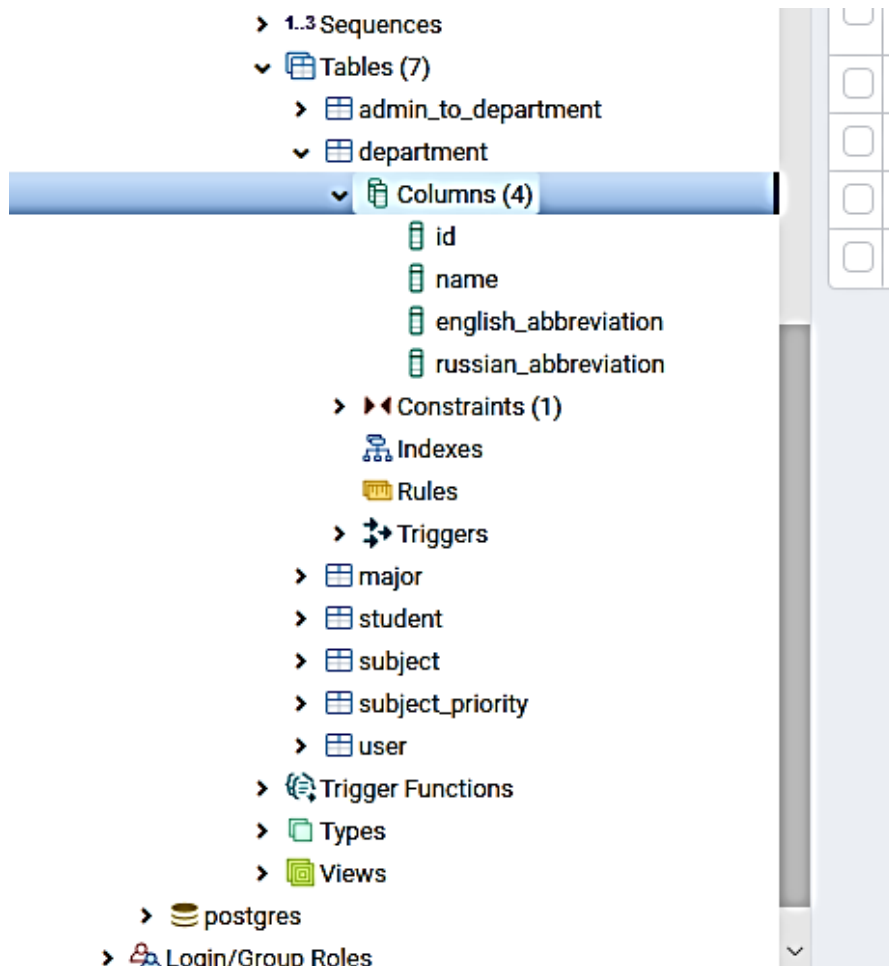 1..3 Sequences
Tables (7)
admin_to_department
department
Columns (4)
id
name
english_abbreviation
russian_abbreviation
Constraints (1)
Indexes
Rules
Triggers
major
student
subject
subject_priority
user
Trigger Functions
Types
Views
postgres
Login/Group Roles